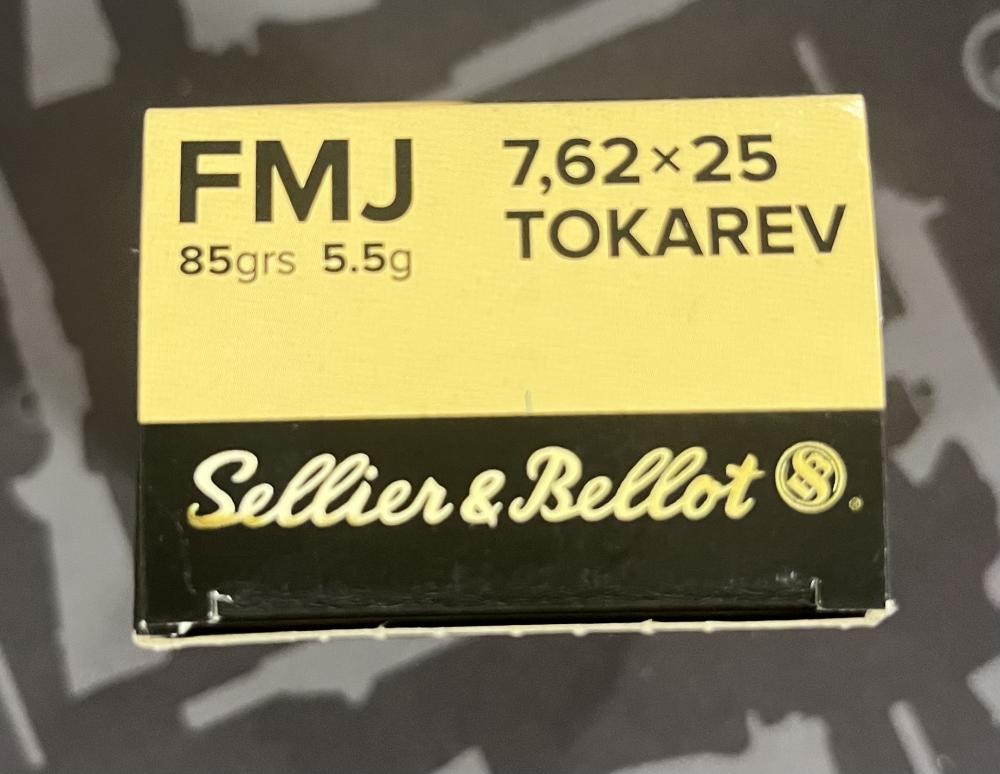 FMJ
85grs 5.5g
7,62×25
TOKAREV
Sellier & Bellot